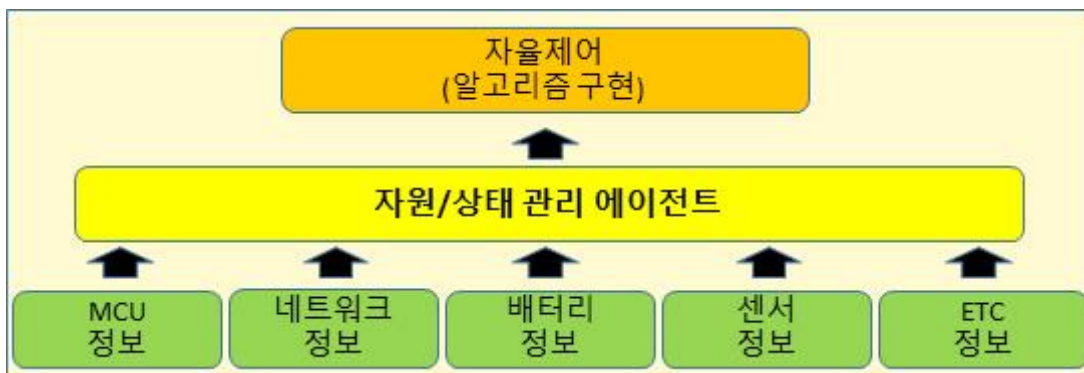 자율제어
(알고리즘 구현)
자원/상태 관리 에이전트
MCU
정보
네트워크
정보
배터리
정보
센서
정보
ETC
정보